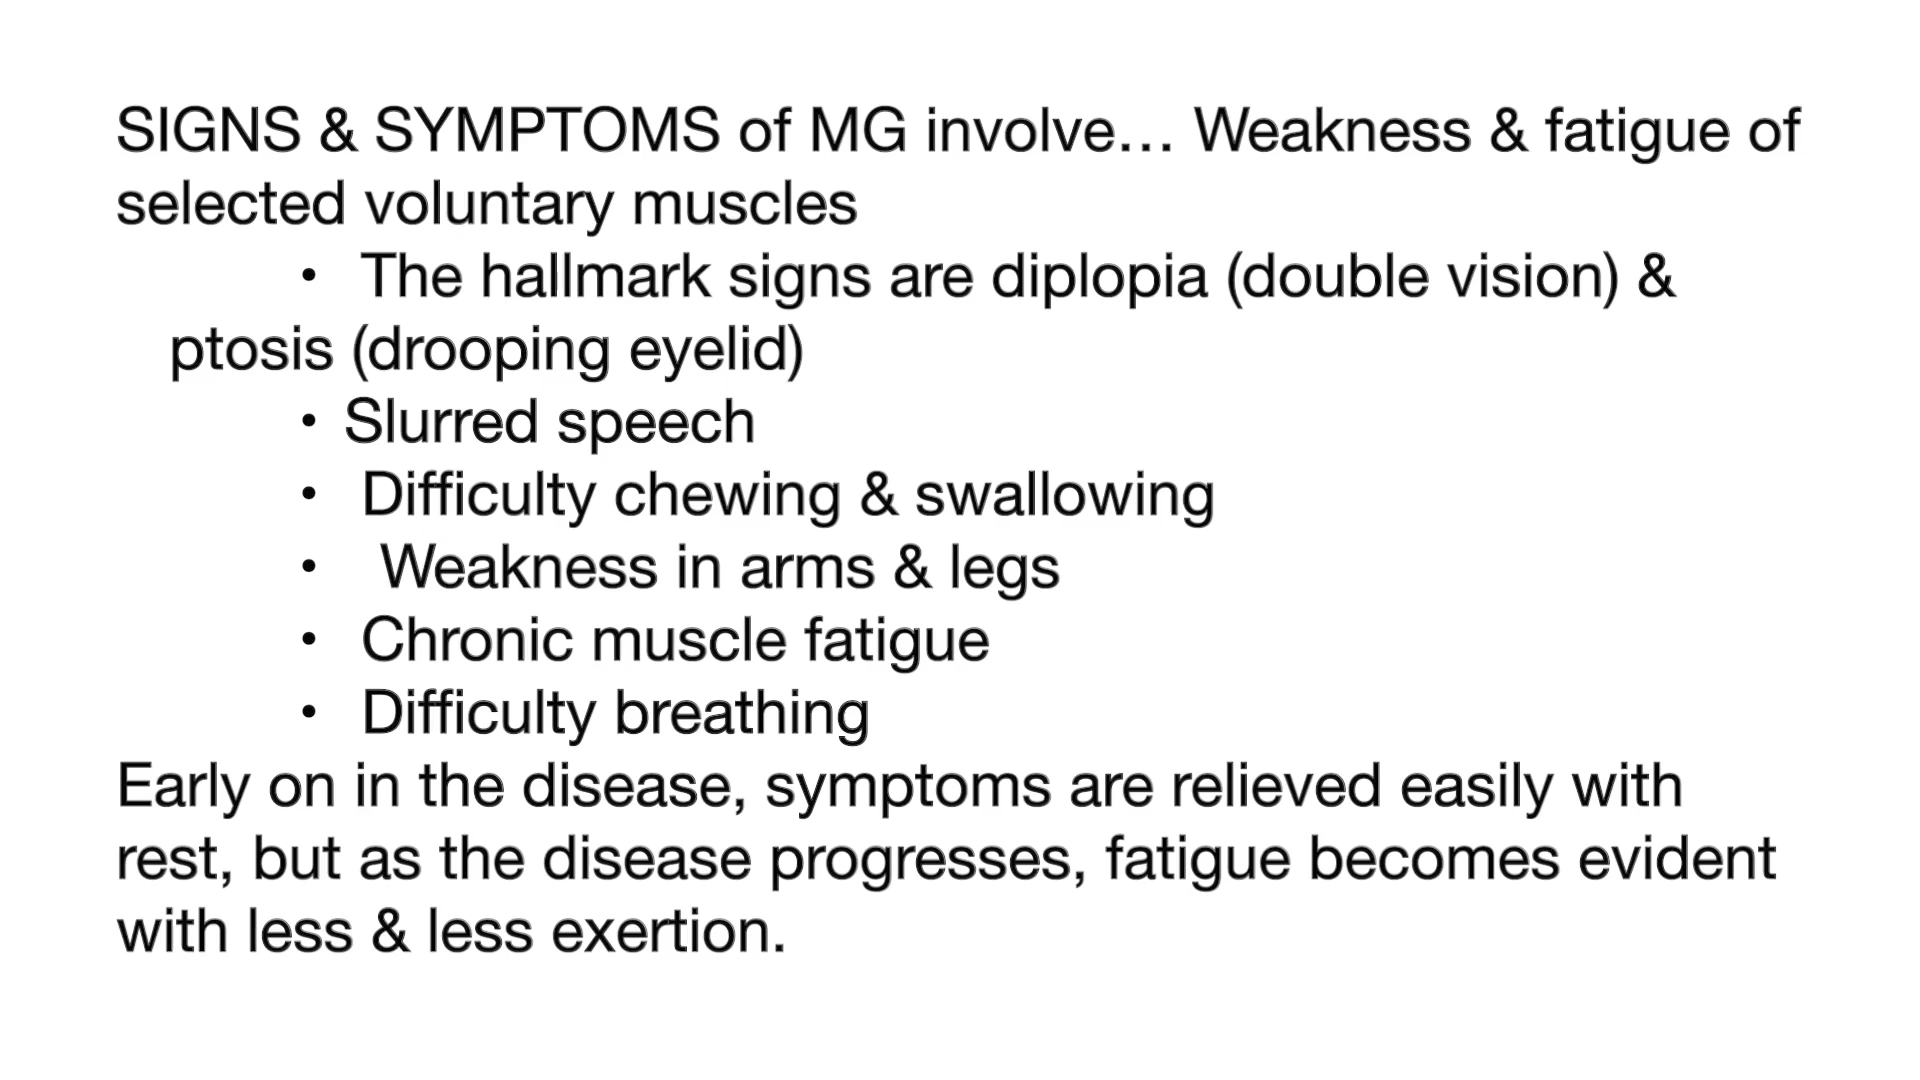 SIGNS & SYMPTOMS of MG involve… Weakness & fatigue of
selected voluntary muscles
• The hallmark signs are diplopia (double vision) &
ptosis (drooping eyelid)
• Slurred speech
• Difficulty chewing & swallowing
• Weakness in arms & legs
• Chronic muscle fatigue
• Difficulty breathing
Early on in the disease, symptoms are relieved easily with
rest, but as the disease progresses, fatigue becomes evident
with less & less exertion.